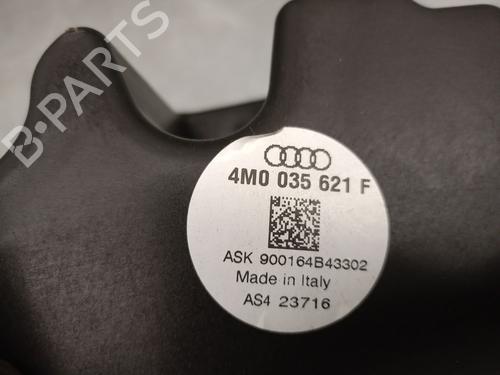 B·PARTS
4M0 035 621 F
ASK 900164B43302
Made in Italy
AS4 23716